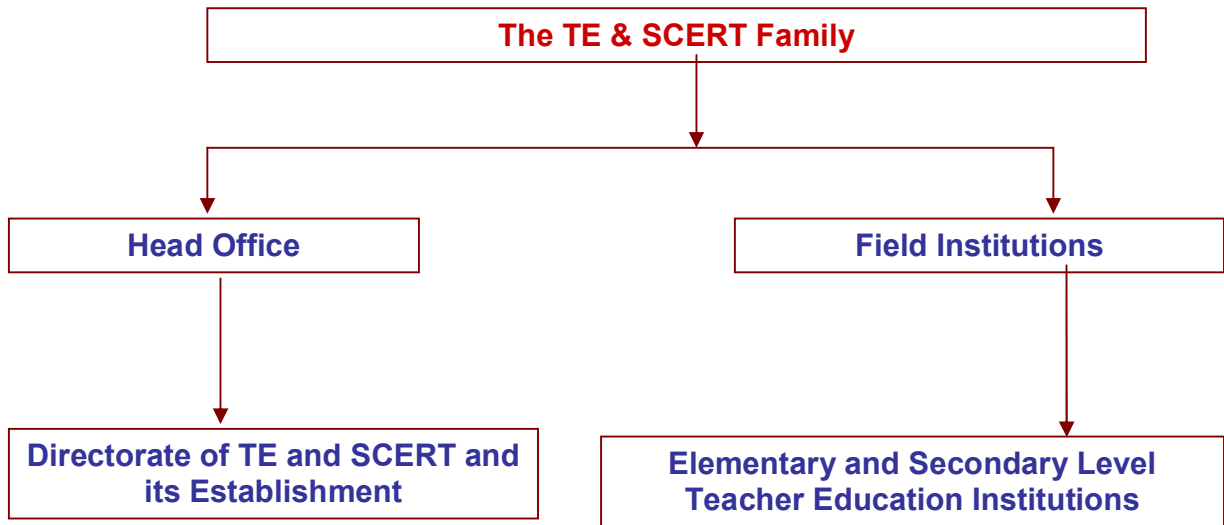 The TE & SCERT Family
Head Office
Field Institutions
Directorate of TE and SCERT and
its Establishment
Elementary and Secondary Level
Teacher Education Institutions